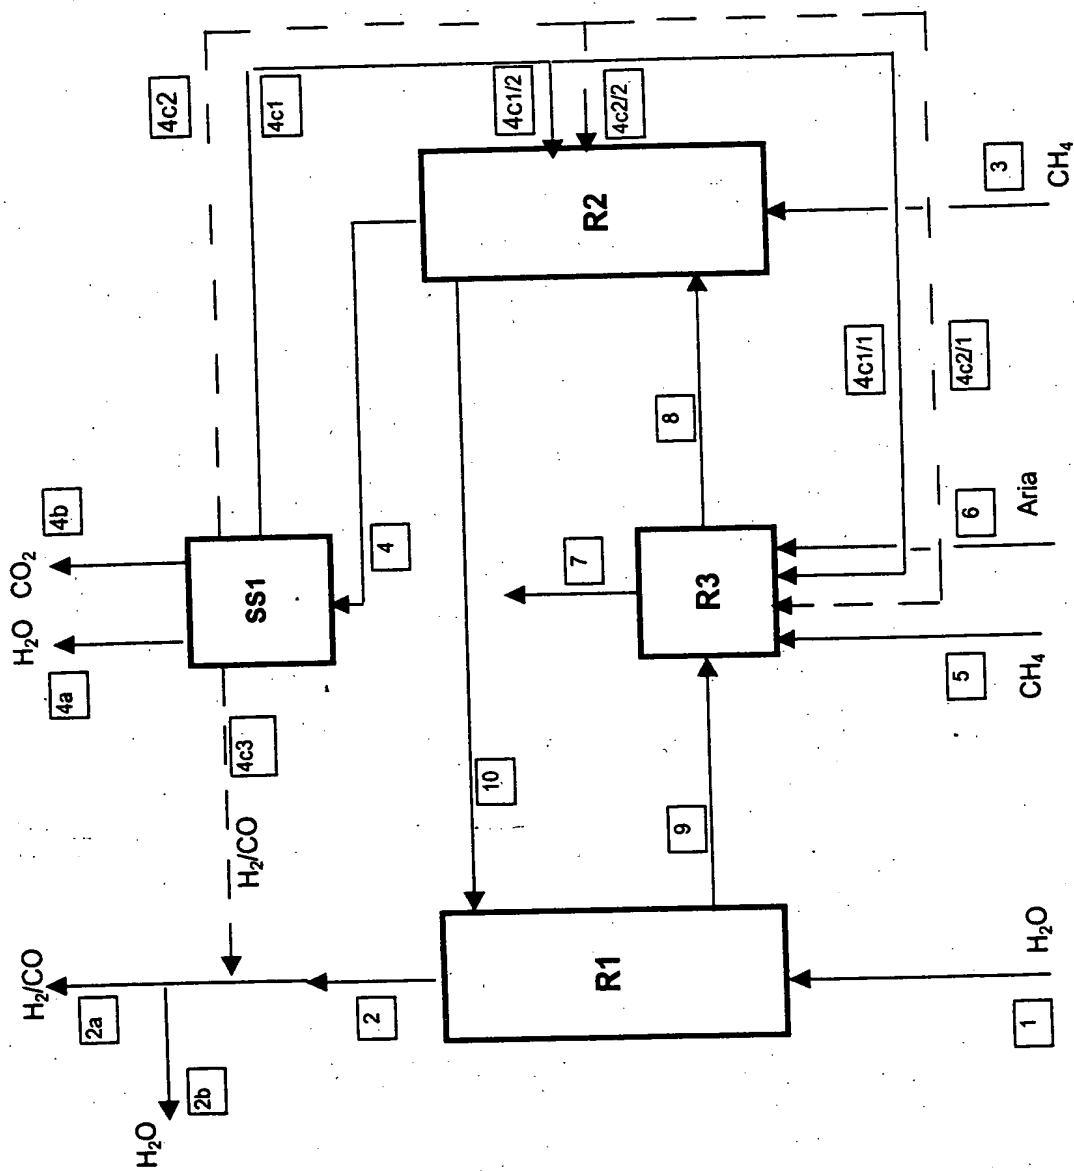 4c2
4c1
4c1/2
4c2/2
4b
CO₂
H₂O
4a
SS1
4
R2
3
CH₄
4c1/1
4c2/1
8
7
R3
6
Aria
5
CH₄
4c3
H₂/CO
10
9
H₂/CO
2a
2
R1
H₂O
1
2b
H₂O